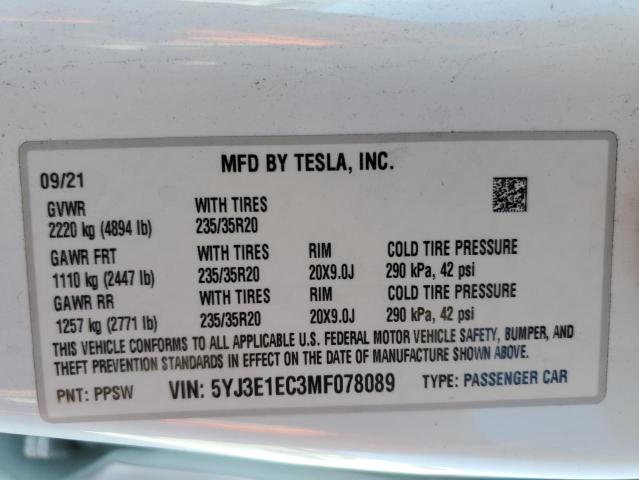 MFD BY TESLA, INC.
09/21
GVWR WITH TIRES
2220 kg (4894 lb) 235/35R20
GAWR FRT WITH TIRES RIM COLD TIRE PRESSURE
1110 kg (2447 lb) 235/35R20 20X9.0J 290 kPa, 42 psi
GAWR RR WITH TIRES RIM COLD TIRE PRESSURE
1257 kg (2771 lb) 235/35R20 20X9.0J 290 kPa, 42 psi
THIS VEHICLE CONFORMS TO ALL APPLICABLE U.S. FEDERAL MOTOR VEHICLE SAFETY, BUMPER, AND
THEFT PREVENTION STANDARDS IN EFFECT ON THE DATE OF MANUFACTURE SHOWN ABOVE.
PNT: PPSW VIN: 5YJ3E1EC3MF078089 TYPE: PASSENGER CAR